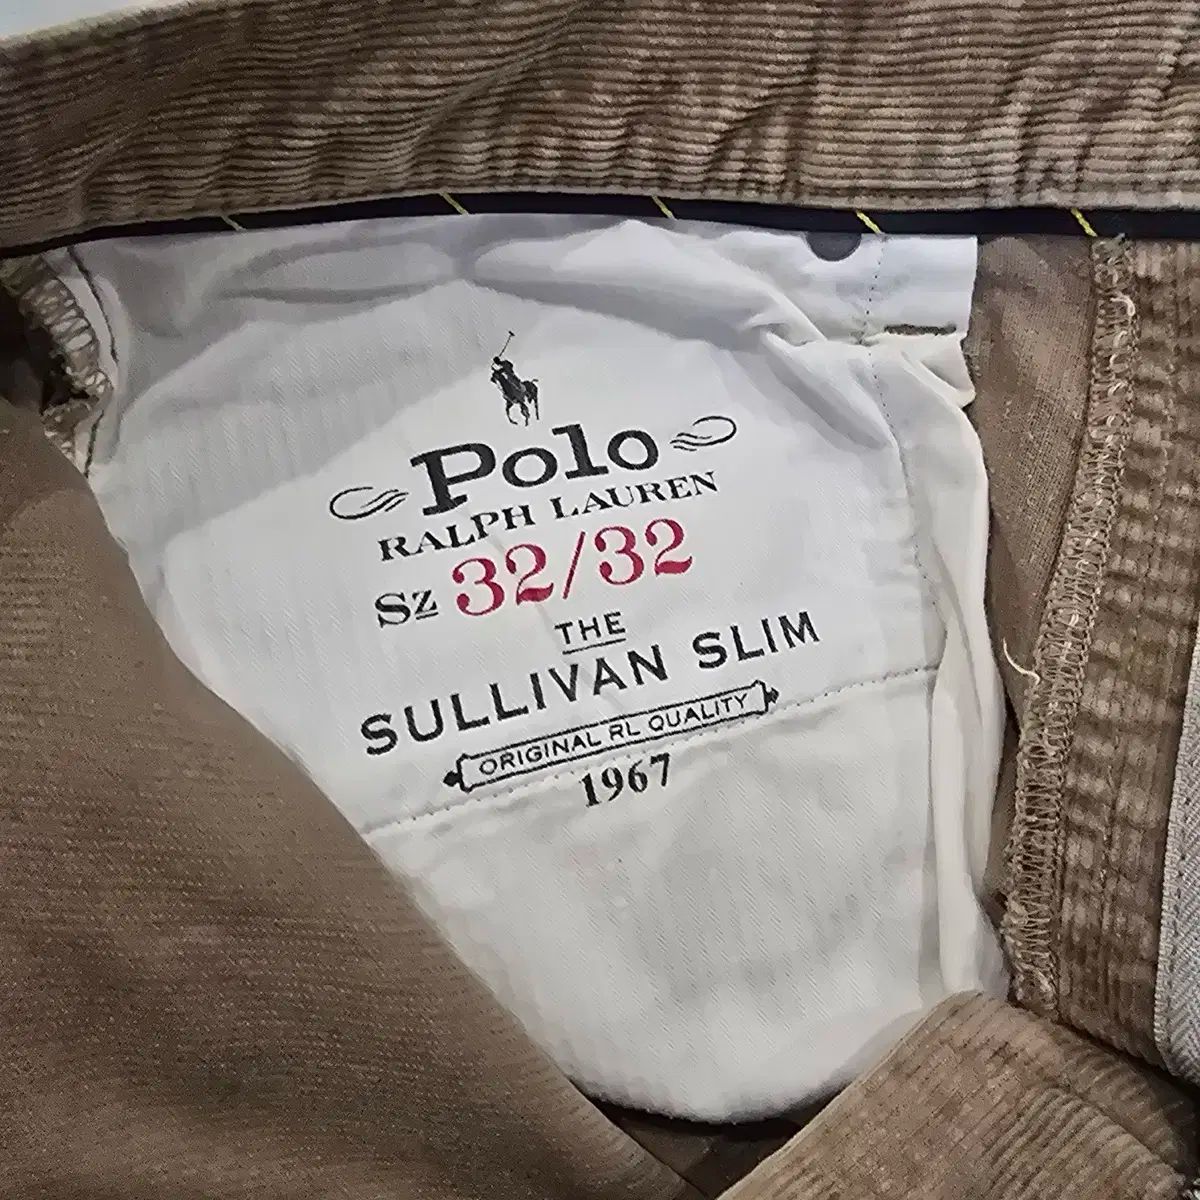 Polo
RALPH LAUREN
Sz 32/32
THE
SULLIVAN SLIM
ORIGINAL RL QUALITY
1967